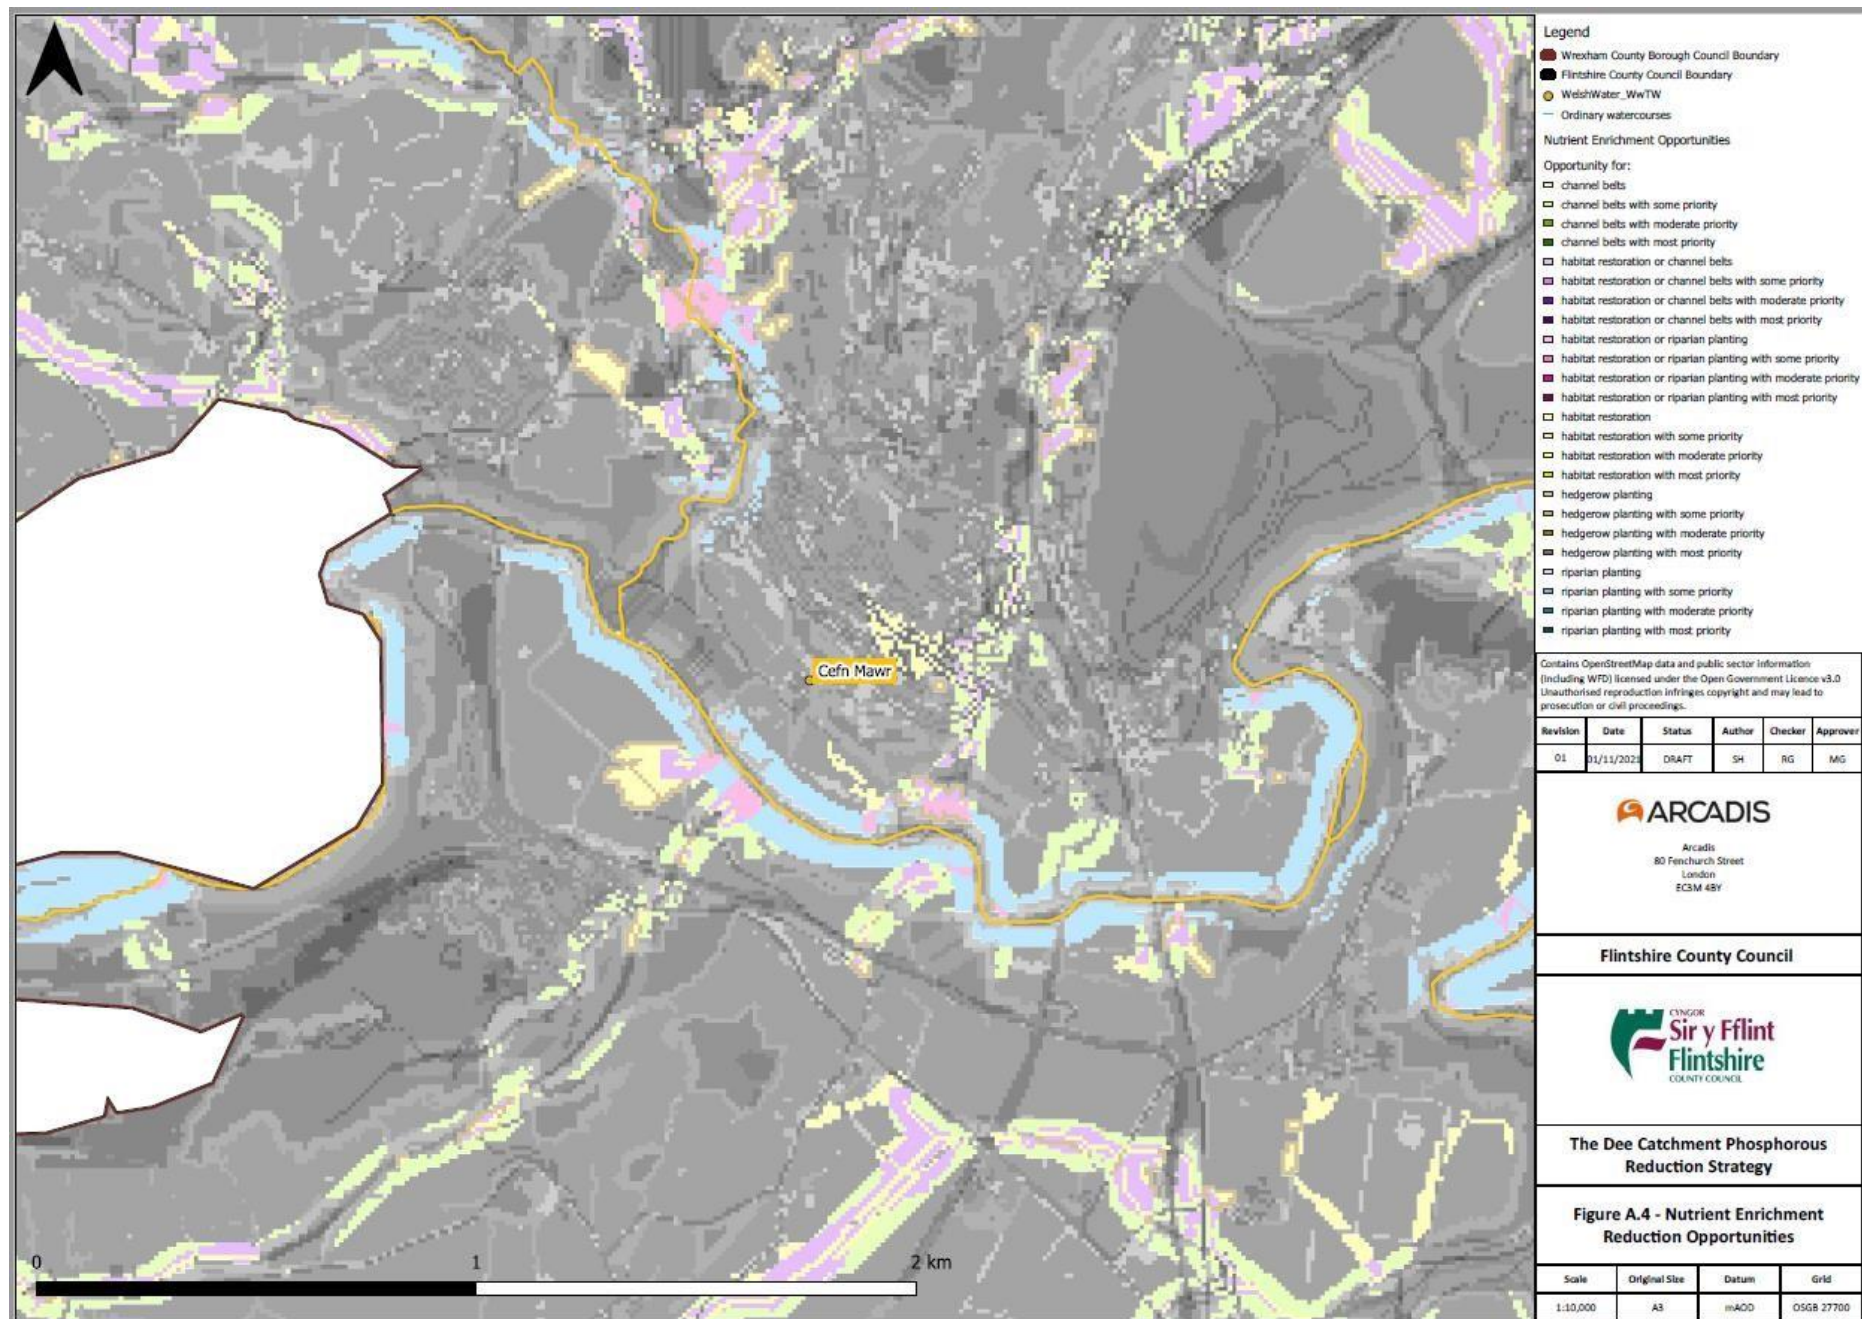 Cefn Mawr
0
1
2 km
Legend
Wrexham County Borough Council Boundary
Flintshire County Council Boundary
WelshWater_WwTW
Ordinary watercourses
Nutrient Enrichment Opportunities
Opportunity for:
channel belts
channel belts with some priority
channel belts with moderate priority
channel belts with most priority
habitat restoration or channel belts
habitat restoration or channel belts with some priority
habitat restoration or channel belts with moderate priority
habitat restoration or channel belts with most priority
habitat restoration or riparian planting
habitat restoration or riparian planting with some priority
habitat restoration or riparian planting with moderate priority
habitat restoration or riparian planting with most priority
habitat restoration
habitat restoration with some priority
habitat restoration with moderate priority
habitat restoration with most priority
hedgerow planting
hedgerow planting with some priority
hedgerow planting with moderate priority
hedgerow planting with most priority
riparian planting
riparian planting with some priority
riparian planting with moderate priority
riparian planting with most priority
Contains OpenStreetMap data and public sector information
(including WFD) licensed under the Open Government Licence v3.0
Unauthorised reproduction infringes copyright and may lead to
prosecution or civil proceedings.
Revision Date Status Author Checker Approver
01 01/11/2021 DRAFT SH RG MG
ARCADIS
Arcadis
80 Fenchurch Street
London
EC3M 4BY
Flintshire County Council
CYNGOR
Sir y Fflint
Flintshire
COUNTY COUNCIL
The Dee Catchment Phosphorous
Reduction Strategy
Figure A.4 - Nutrient Enrichment
Reduction Opportunities
Scale Original Size Datum Grid
1:10,000 A3 mAOD OSGB 27700